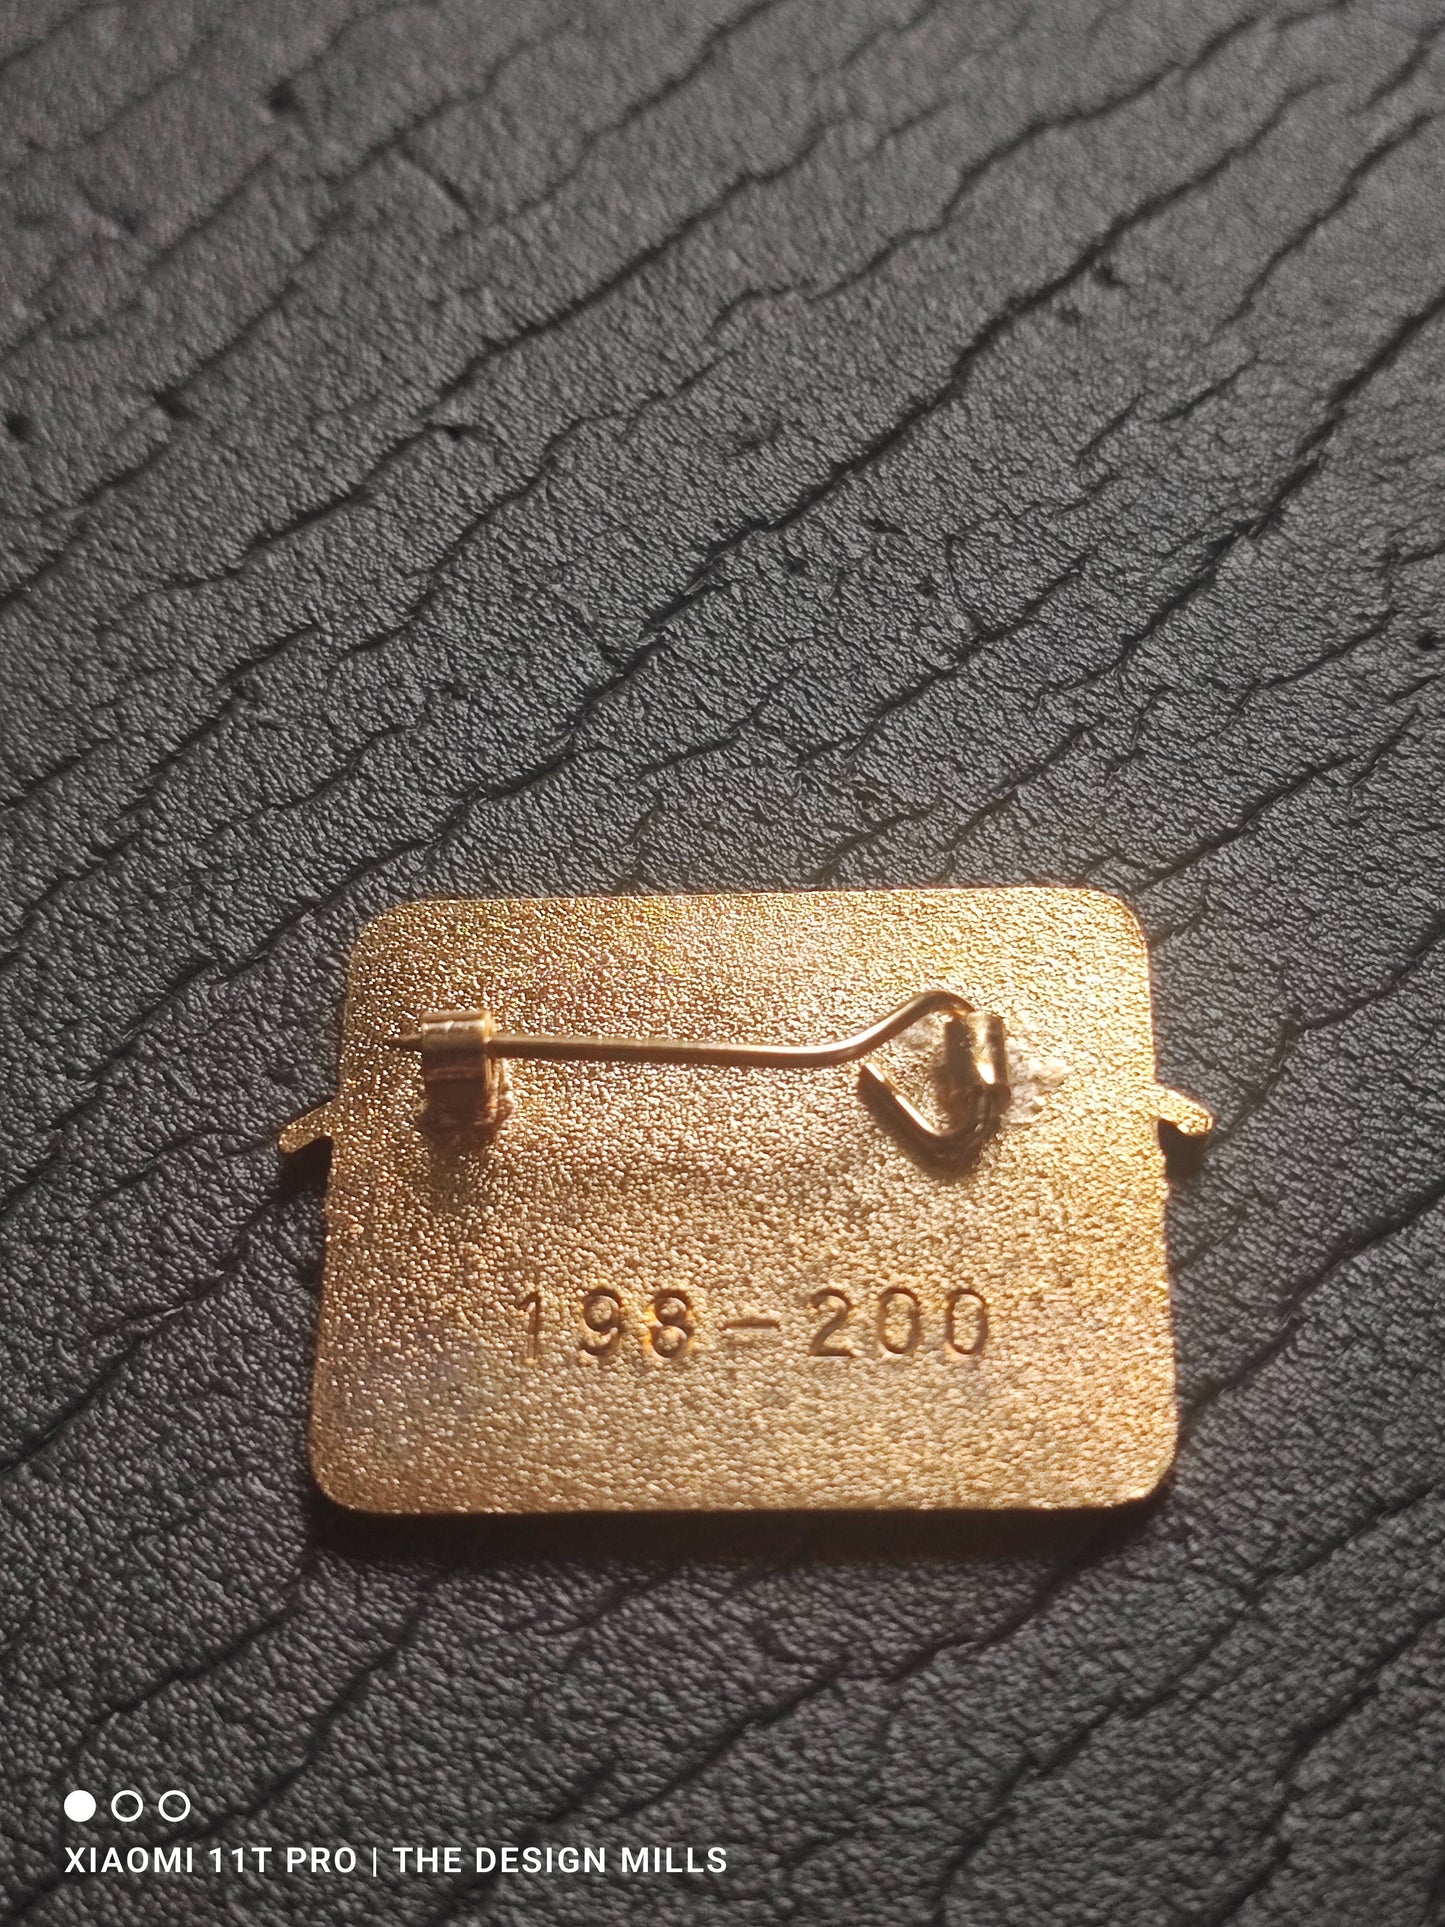 198-200
XIAOMI 11T PRO | THE DESIGN MILLS